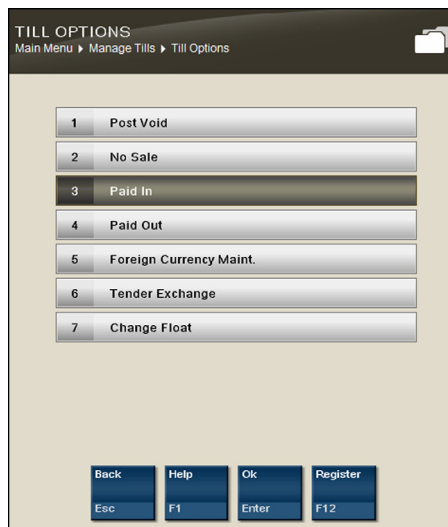 TILL OPTIONS
Main Menu ▶ Manage Tills ▶ Till Options
1 Post Void
2 No Sale
3 Paid In
4 Paid Out
5 Foreign Currency Maint.
6 Tender Exchange
7 Change Float
Back Help Ok Register
Esc F1 Enter F12